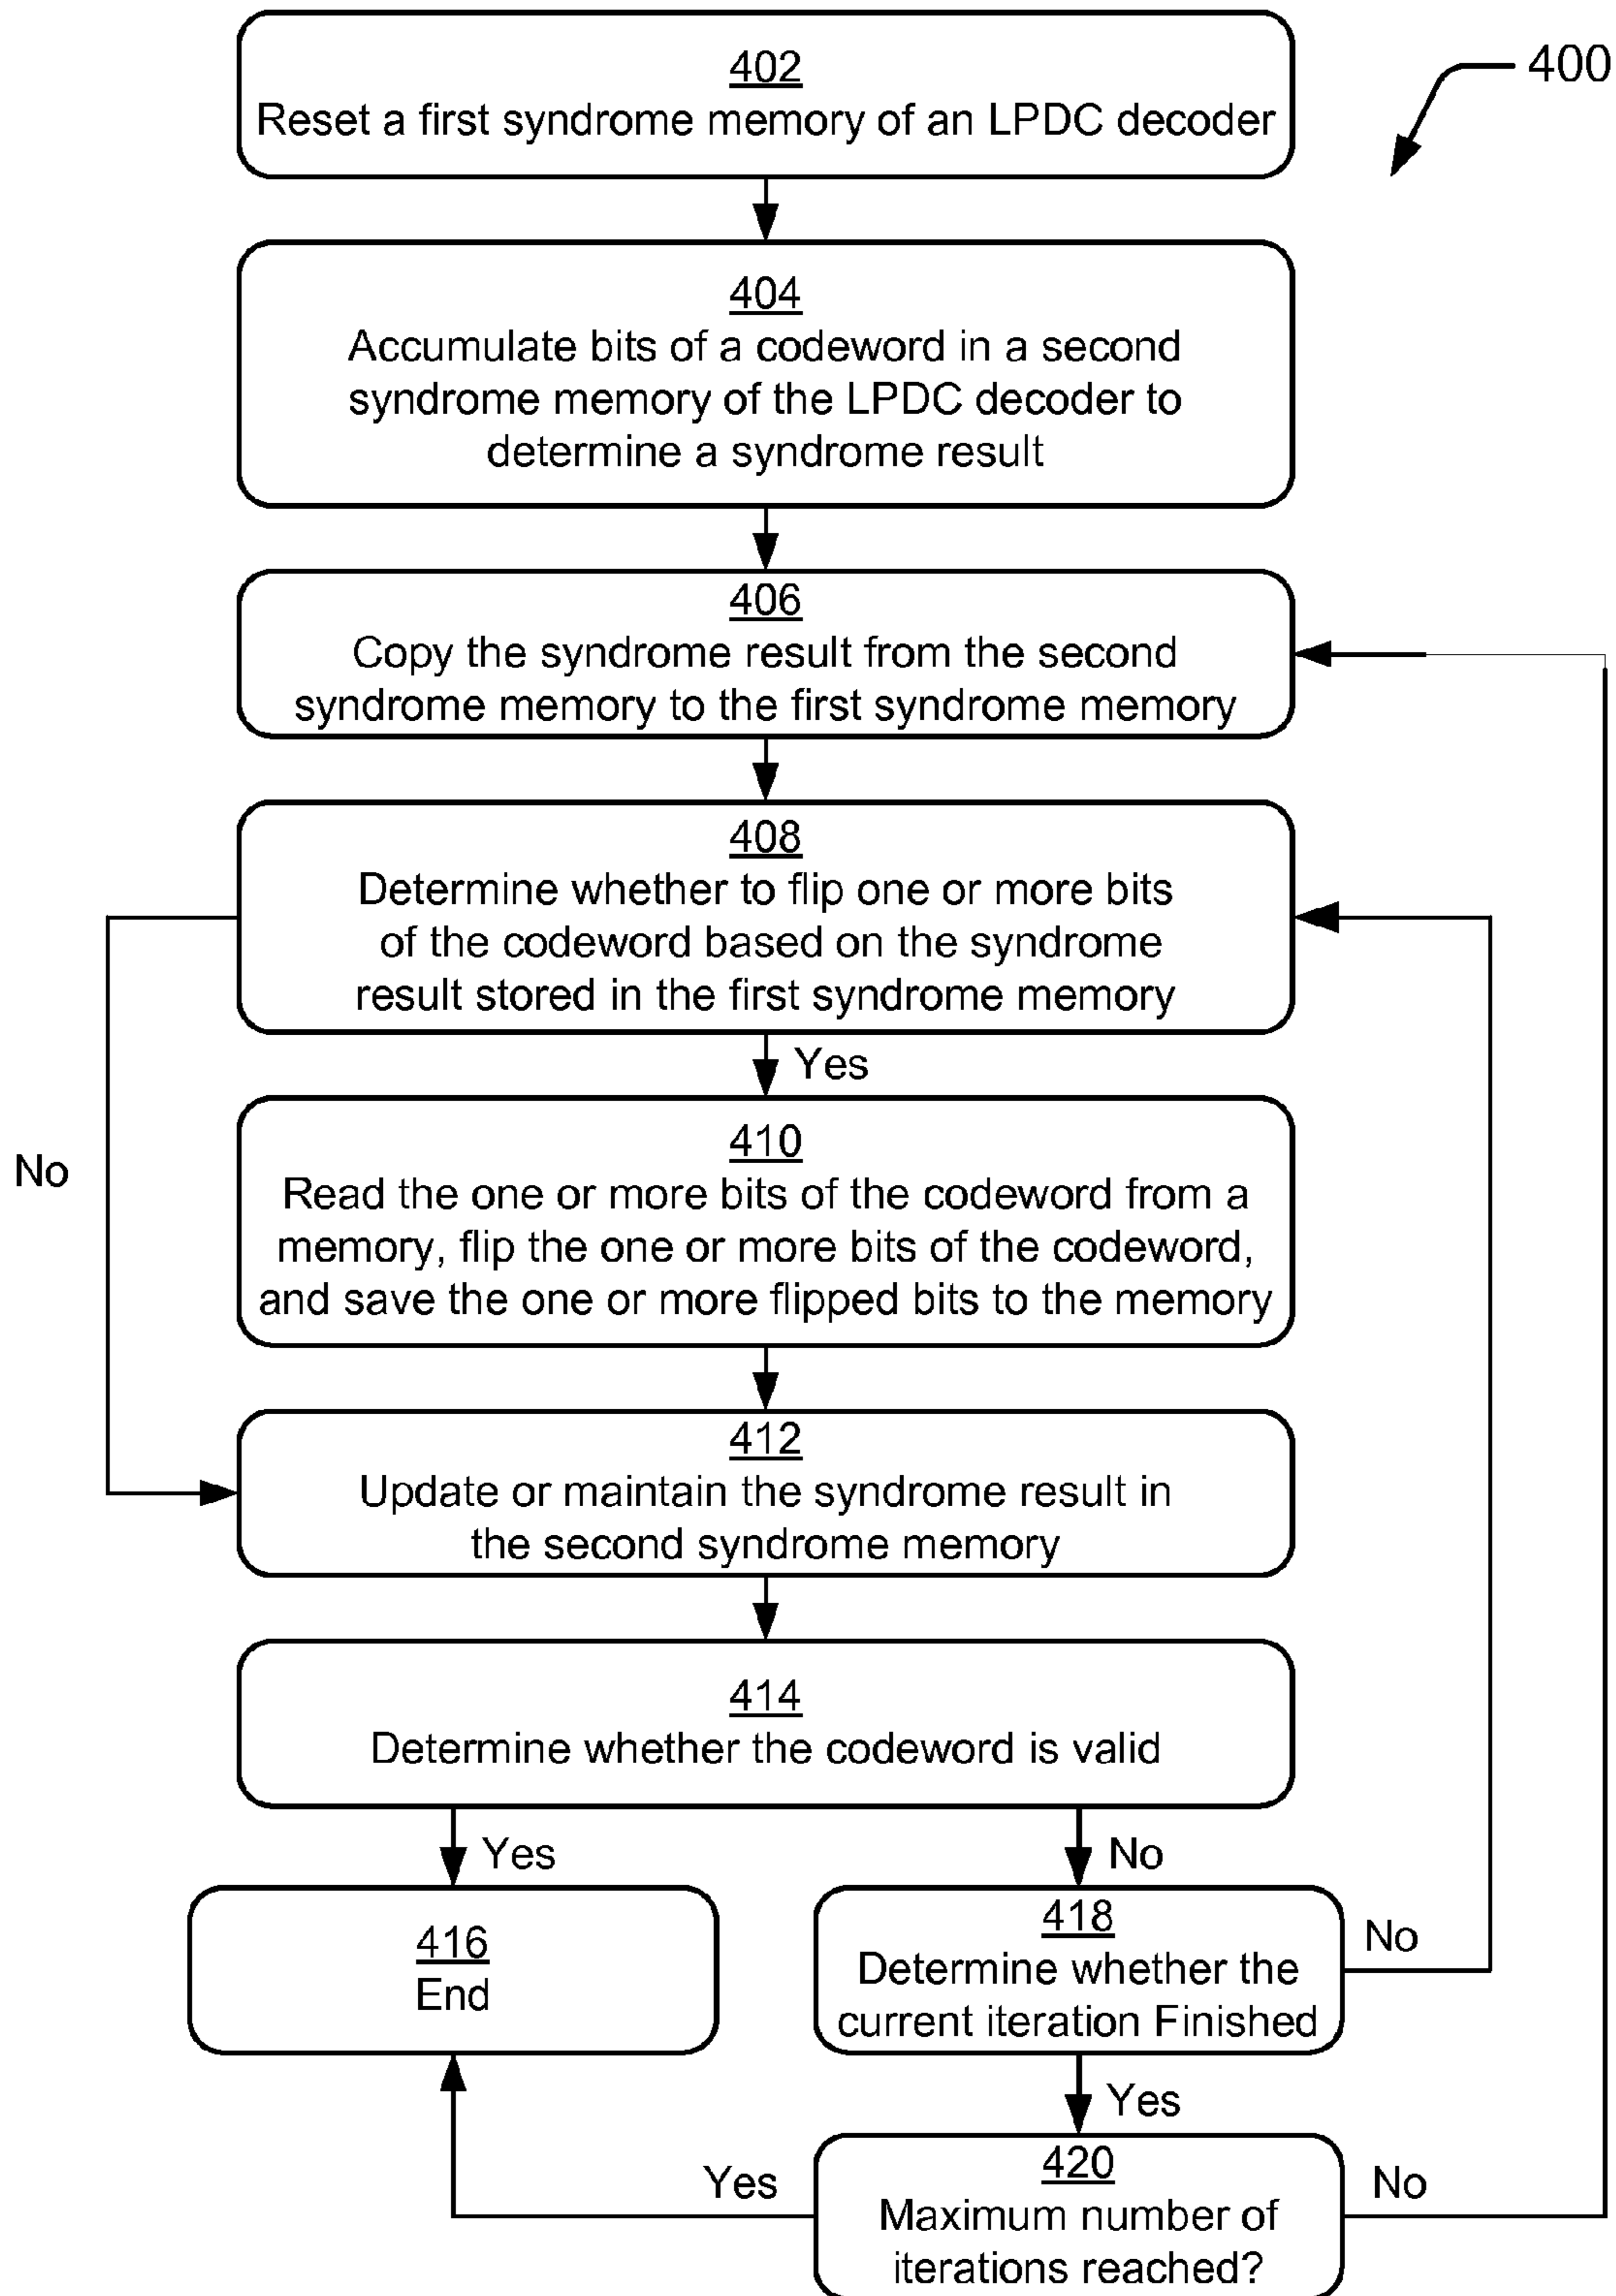 400
402
Reset a first syndrome memory of an LPDC decoder
404
Accumulate bits of a codeword in a second
syndrome memory of the LPDC decoder to
determine a syndrome result
406
Copy the syndrome result from the second
syndrome memory to the first syndrome memory
408
Determine whether to flip one or more bits
of the codeword based on the syndrome
result stored in the first syndrome memory
Yes
No
410
Read the one or more bits of the codeword from a
memory, flip the one or more bits of the codeword,
and save the one or more flipped bits to the memory
412
Update or maintain the syndrome result in
the second syndrome memory
414
Determine whether the codeword is valid
Yes
No
416
End
418
Determine whether the
current iteration Finished
No
Yes
420
Maximum number of
iterations reached?
Yes
No